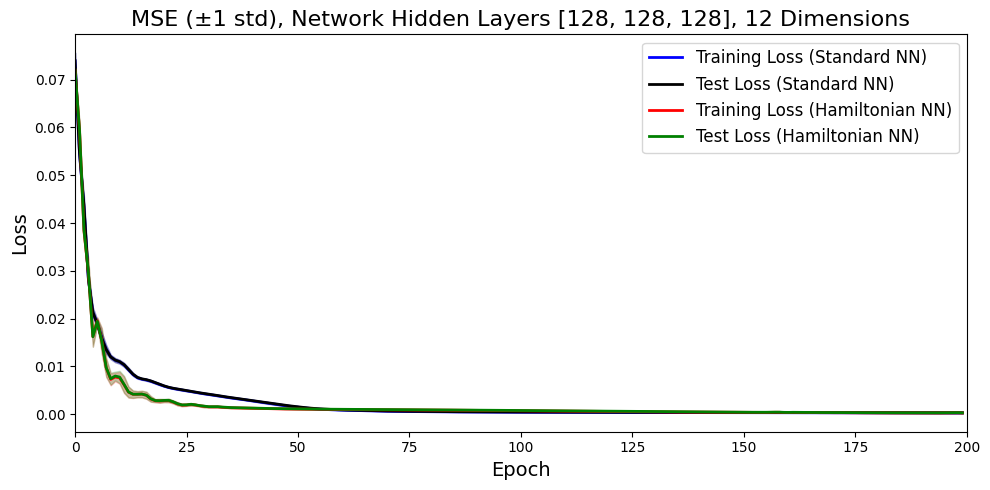 MSE (±1 std), Network Hidden Layers [128, 128, 128], 12 Dimensions
Training Loss (Standard NN)
Test Loss (Standard NN)
Training Loss (Hamiltonian NN)
Test Loss (Hamiltonian NN)
Loss
0.07
0.06
0.05
0.04
0.03
0.02
0.01
0.00
0 25 50 75 100 125 150 175 200
Epoch